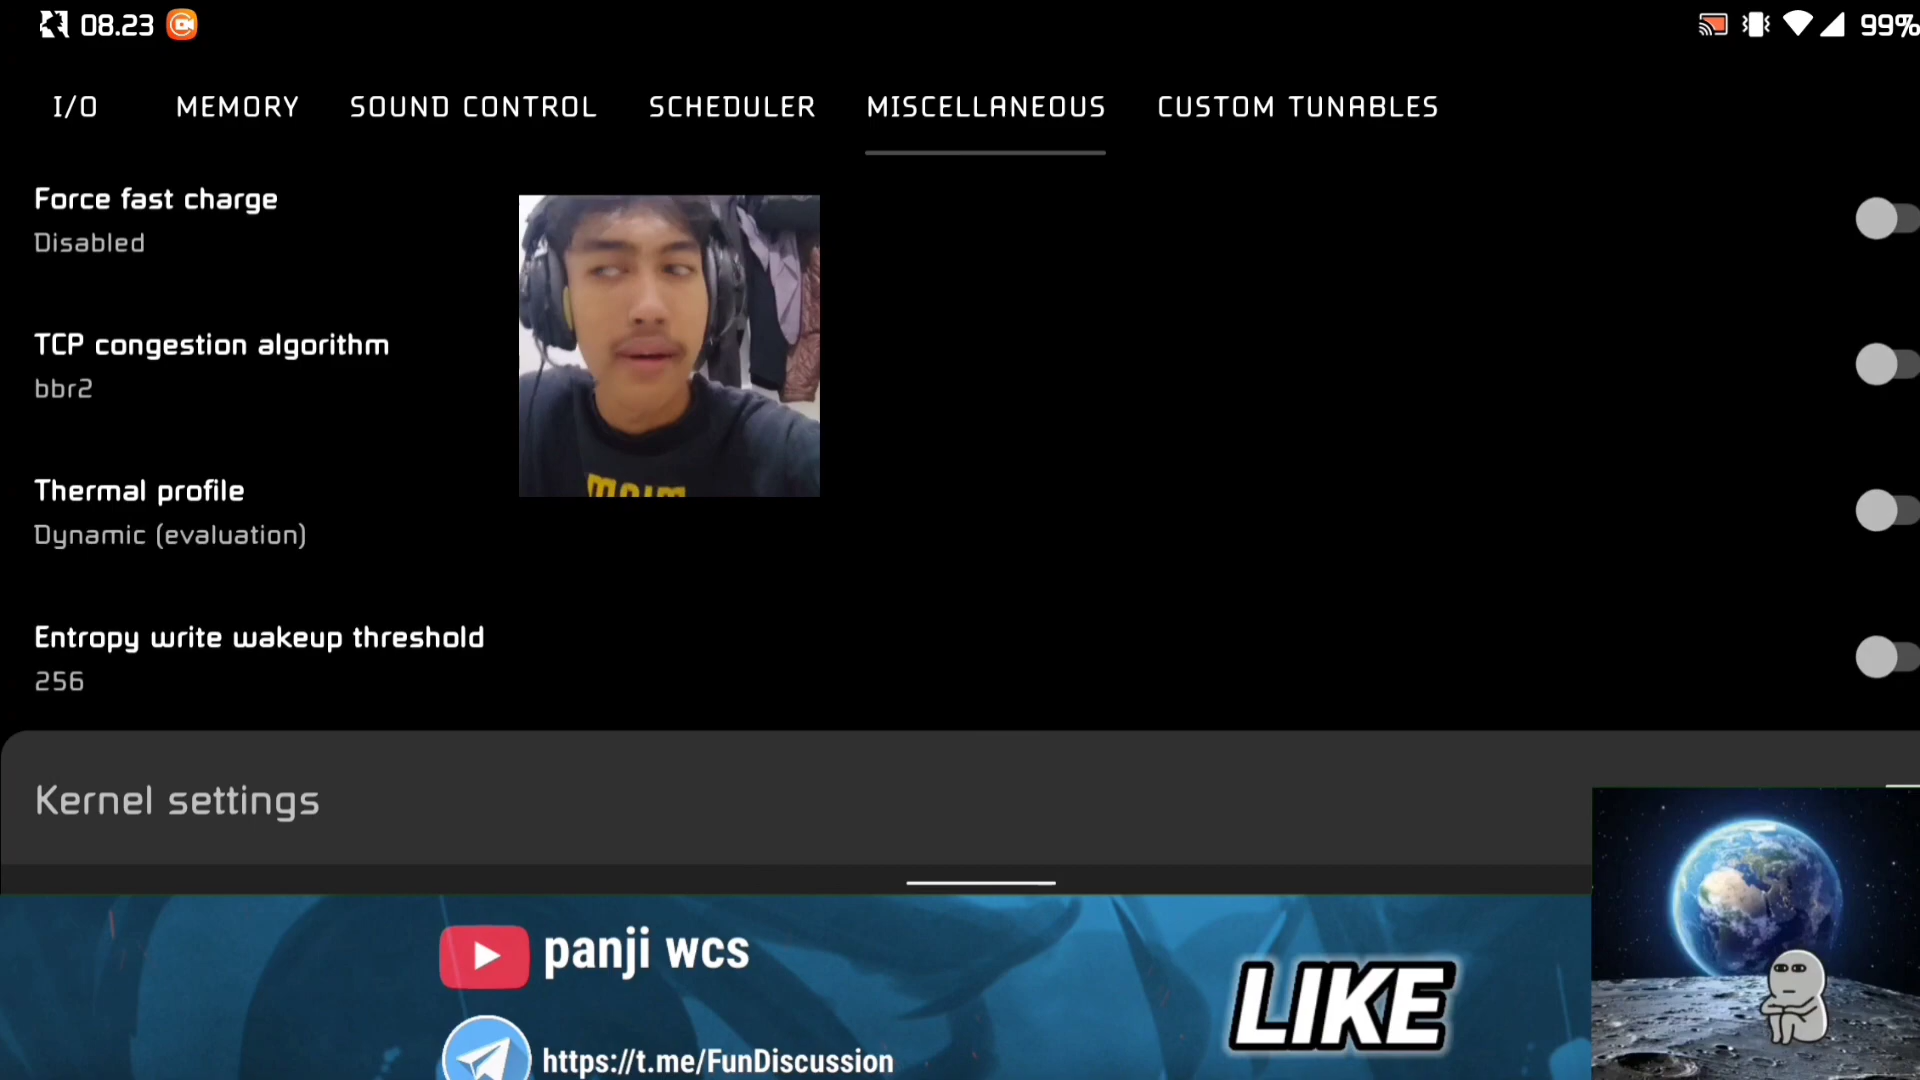 08.23
99%
I/O MEMORY SOUND CONTROL SCHEDULER MISCELLANEOUS CUSTOM TUNABLES
Force fast charge
Disabled
TCP congestion algorithm
bbr2
Thermal profile
Dynamic (evaluation)
Entropy write wakeup threshold
256
Kernel settings
panji wcs
LIKE
https://t.me/FunDiscussion